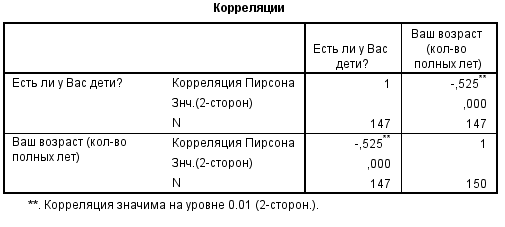 Корреляции
Есть ли у Вас дети? Ваш возраст (кол-во полных лет)
Есть ли у Вас дети? Корреляция Пирсона 1 -,525**
Знч.(2-сторон) ,000
N 147 147
Ваш возраст (кол-во полных лет) Корреляция Пирсона -,525** 1
Знч.(2-сторон) ,000
N 147 150
**. Корреляция значима на уровне 0.01 (2-сторон.).